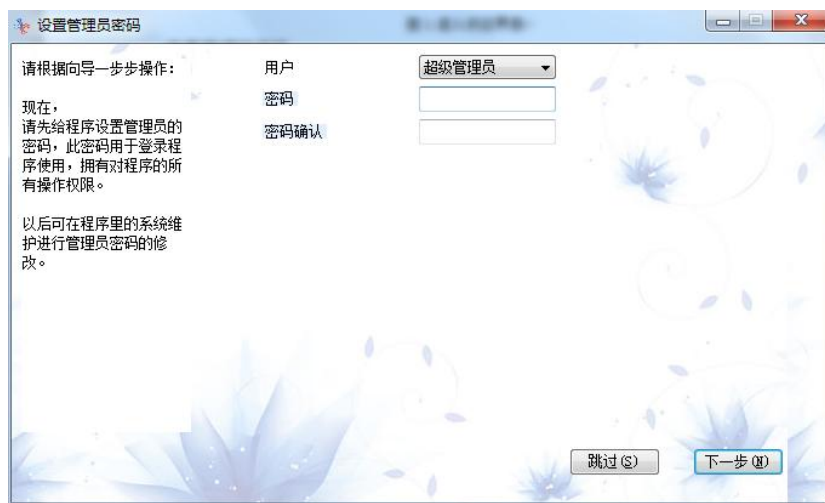 设置管理员密码
请根据向导一步步操作：
现在，
请先给程序设置管理员的
密码，此密码用于登录程
序使用，拥有对程序的所
有操作权限。
以后可在程序里的系统维
护进行管理员密码的修
改。
用户
超级管理员
密码
密码确认
跳过(S)
下一步(N)